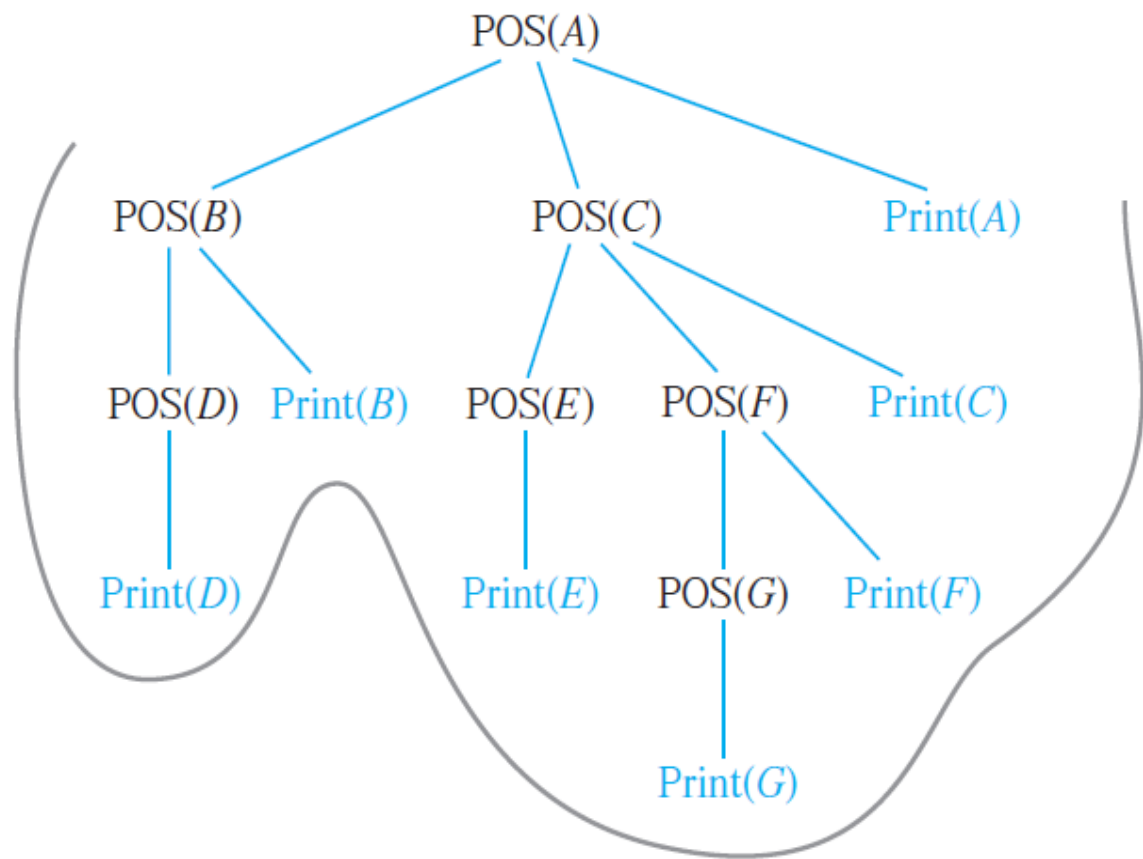 POS(A)
POS(B) POS(C) Print(A)
POS(D) Print(B) POS(E) POS(F) Print(C)
Print(D) Print(E) POS(G) Print(F)
Print(G)